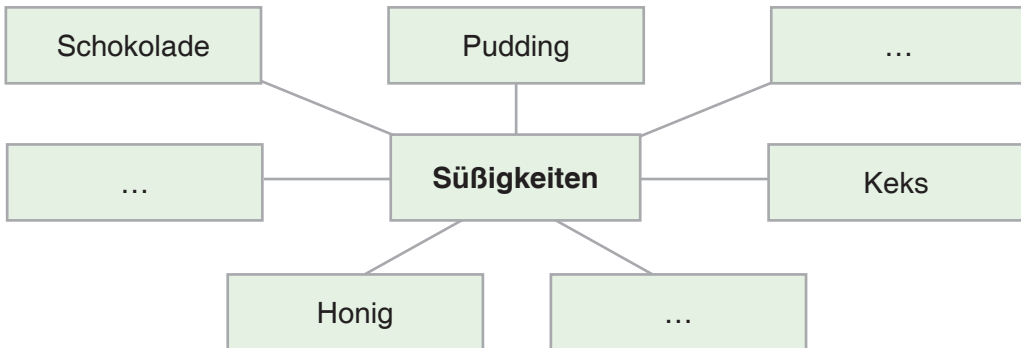 Schokolade
Pudding
…
…
Süßigkeiten
Keks
Honig
…